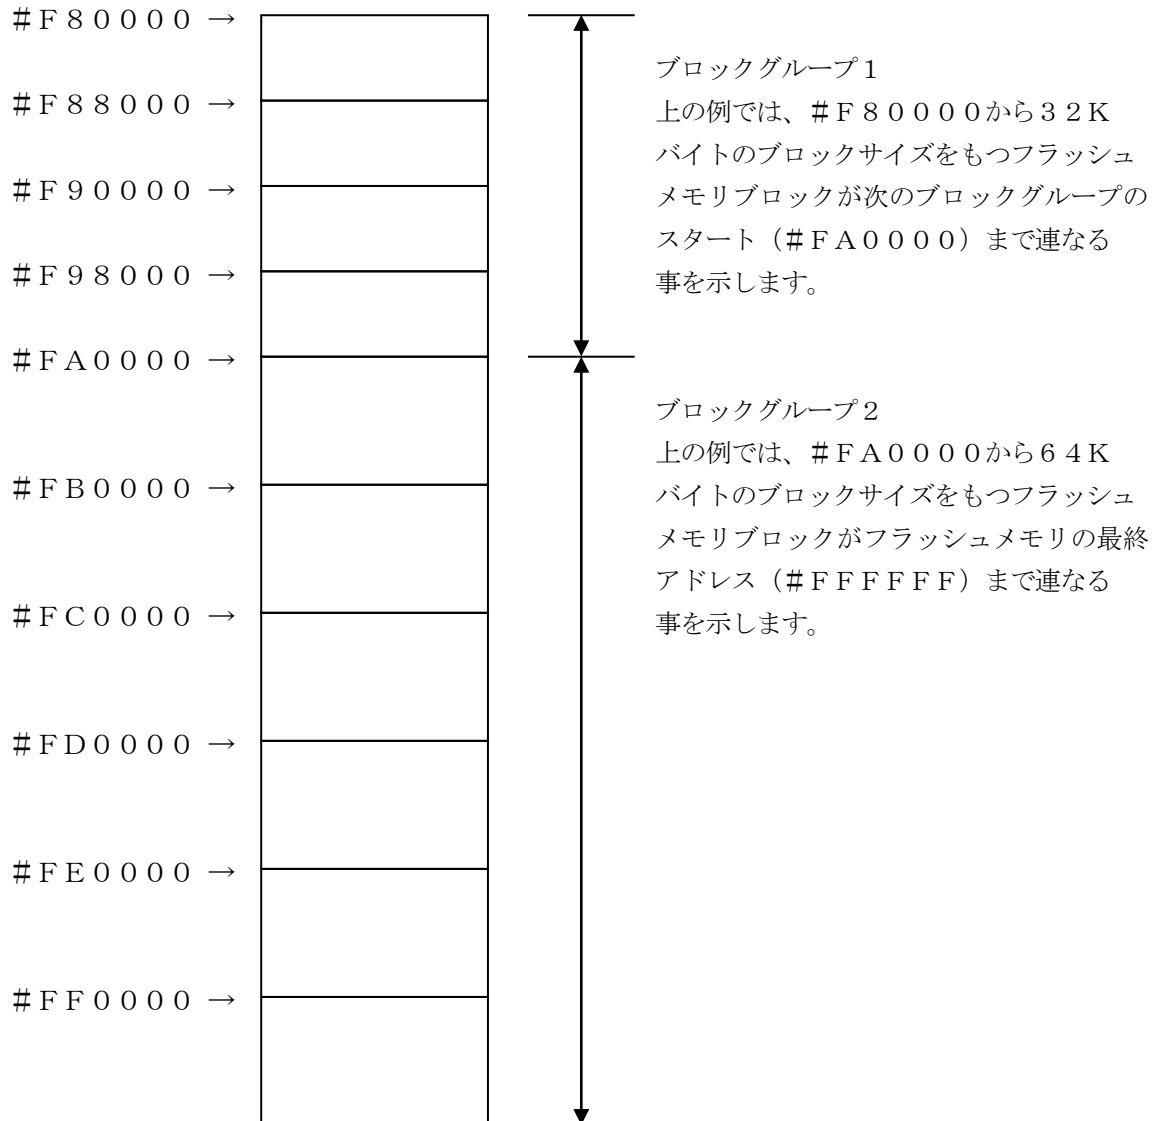 ＃Ｆ８００００ →
＃Ｆ８８０００ →
＃Ｆ９００００ →
＃Ｆ９８０００ →
＃ＦＡ００００ →
＃ＦＢ００００ →
＃ＦＣ００００ →
＃ＦＤ００００ →
＃ＦＥ００００ →
＃ＦＦ００００ →
ブロックグループ１
上の例では、＃Ｆ８００００から３２Ｋ
バイトのブロックサイズをもつフラッシュ
メモリブロックが次のブロックグループの
スタート（＃ＦＡ００００）まで連なる
事を示します。
ブロックグループ２
上の例では、＃ＦＡ００００から６４Ｋ
バイトのブロックサイズをもつフラッシュ
メモリブロックがフラッシュメモリの最終
アドレス（＃ＦＦＦＦＦＦ）まで連なる
事を示します。